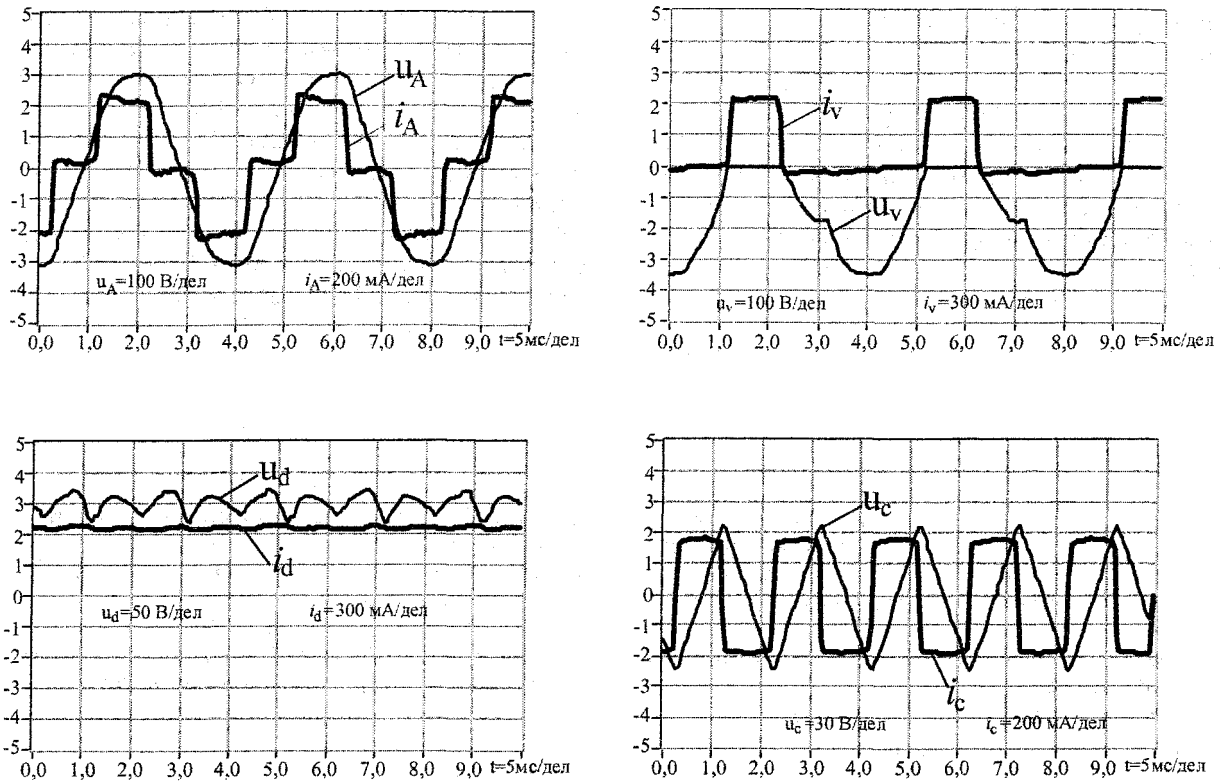 5
4
3
2
1
0
-1
-2
-3
-4
-5
u_A
i_A
u_A=100 В/дел
i_A=200 мА/дел
0,0 1,0 2,0 3,0 4,0 5,0 6,0 7,0 8,0 9,0 t=5мс/дел
5
4
3
2
1
0
-1
-2
-3
-4
-5
i_v
u_v
u_v=100 В/дел
i_v=300 мА/дел
0,0 1,0 2,0 3,0 4,0 5,0 6,0 7,0 8,0 9,0 t=5мс/дел
5
4
3
2
1
0
-1
-2
-3
-4
-5
u_d
i_d
u_d=50 В/дел
i_d=300 мА/дел
0,0 1,0 2,0 3,0 4,0 5,0 6,0 7,0 8,0 9,0 t=5мс/дел
5
4
3
2
1
0
-1
-2
-3
-4
-5
u_c
i_c
u_c=30 В/дел
i_c=200 мА/дел
0,0 1,0 2,0 3,0 4,0 5,0 6,0 7,0 8,0 9,0 t=5мс/дел